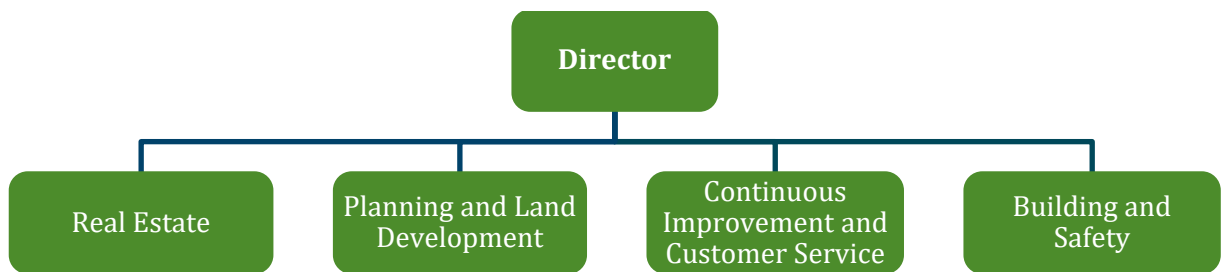 Director
Real Estate
Planning and Land
Development
Continuous
Improvement and
Customer Service
Building and
Safety